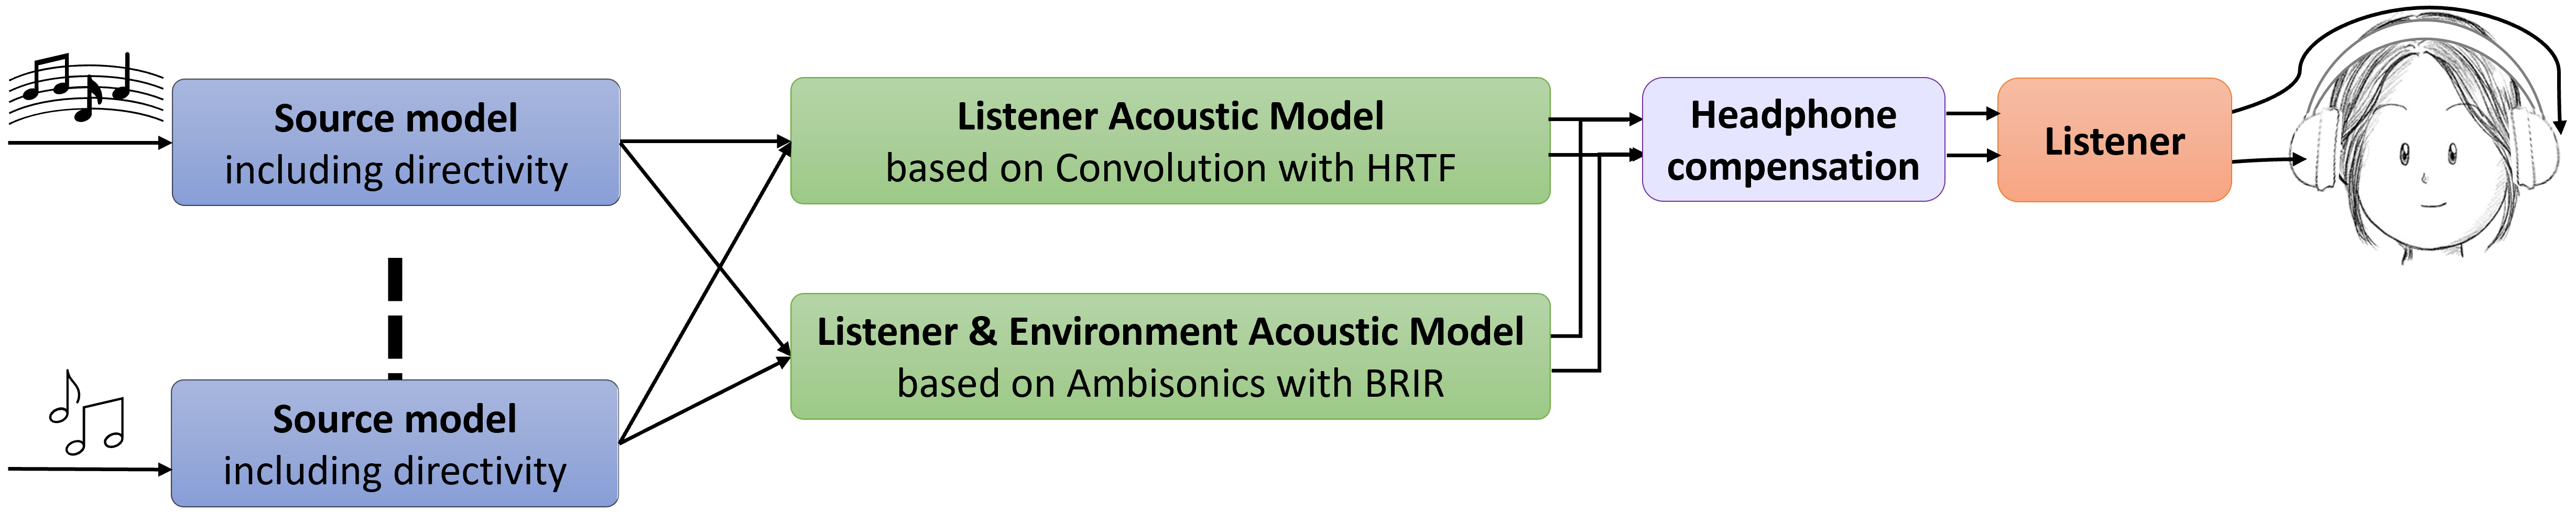 Source model
including directivity
Listener Acoustic Model
based on Convolution with HRTF
Headphone
compensation
Listener
Listener & Environment Acoustic Model
based on Ambisonics with BRIR
Source model
including directivity